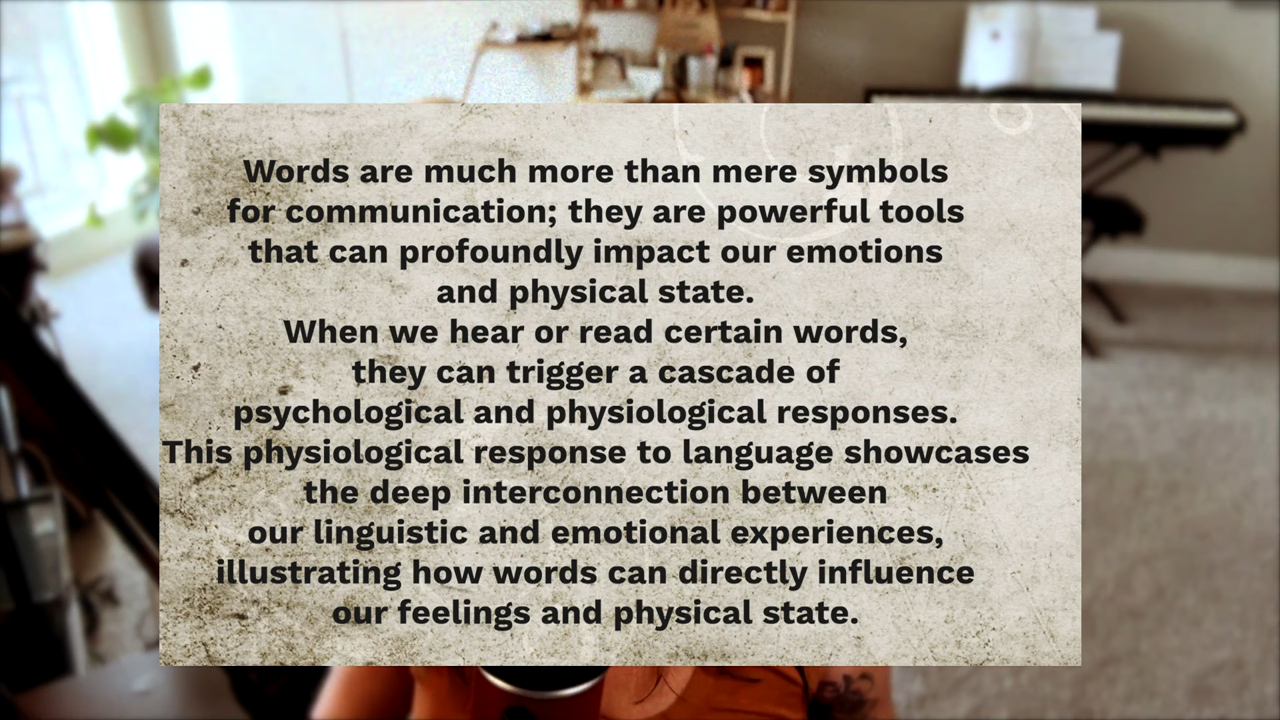 Words are much more than mere symbols
for communication; they are powerful tools
that can profoundly impact our emotions
and physical state.
When we hear or read certain words,
they can trigger a cascade of
psychological and physiological responses.
This physiological response to language showcases
the deep interconnection between
our linguistic and emotional experiences,
illustrating how words can directly influence
our feelings and physical state.